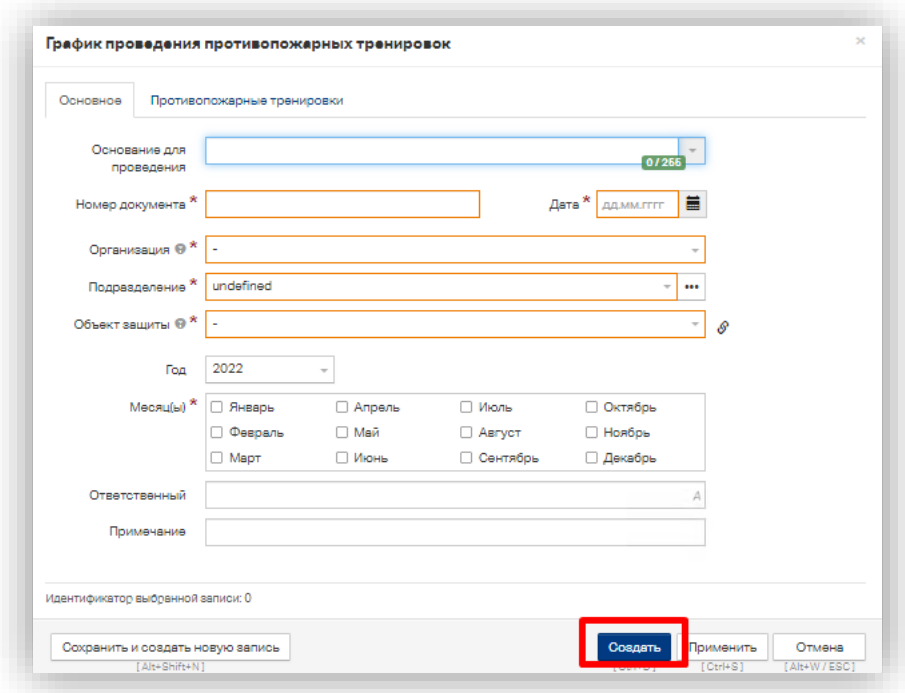 График проведения противопожарных тренировок ×
Основное Противопожарные тренировки
Основание для
проведения
0 / 255
Номер документа * Дата * дд.мм.гггг
Организация * -
Подразделение * undefined
Объект защиты * -
Год 2022
Месяц(ы) * Январь Апрель Июль Октябрь
Февраль Май Август Ноябрь
Март Июнь Сентябрь Декабрь
Ответственный A
Примечание
Идентификатор выбранной записи: 0
Сохранить и создать новую запись Создать Применить Отмена
[Alt+Shift+N] [Ctrl+S] [Alt+W / ESC]